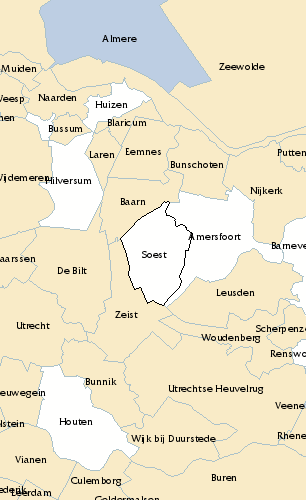 Almere
Zeewolde
Muiden
Naarden
Weesp
Huizen
Bussum
Blaricum
Laren
Eemnes
Bunschoten
Putten
Wijdemeren
Hilversum
Nijkerk
Baarn
Amersfoort
Barneve
Soest
aarssen
De Bilt
Leusden
Zeist
Utrecht
Scherpenze
Woudenberg
Renswo
Bunnik
Utrechtse Heuvelrug
euwegein
Veene
Houten
lstein
Wijk bij Duurstede
Rhene
Vianen
Culemborg
Buren
ederik
Leerdam
Geldermalsen